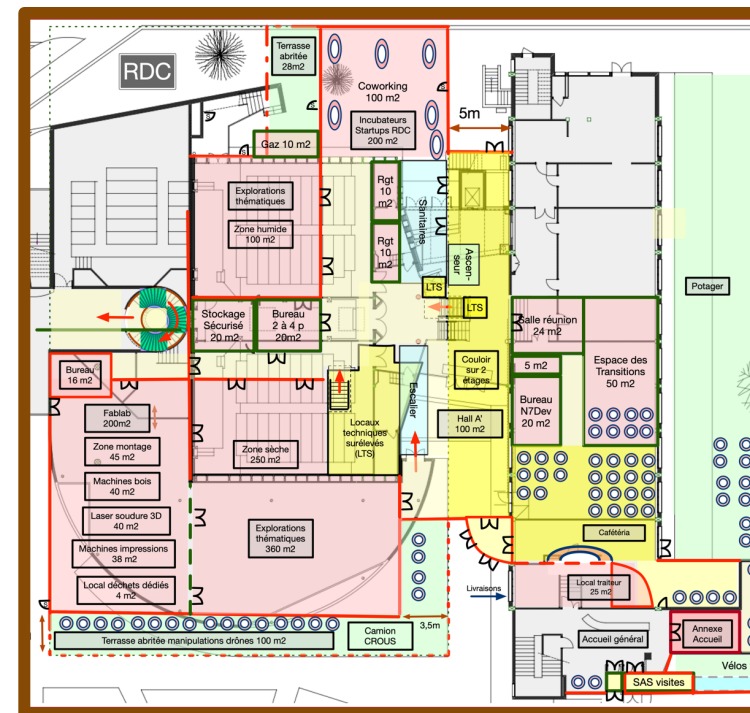 RDC
Terrasse
abritée
28m2
Coworking
100 m2
Incubateurs
Startups RDC
200 m2
5m
Gaz 10 m2
Explorations
thématiques
Zone humide
100 m2
Rgt
10
m2
Rgt
10
m2
Sanitaires
Ascen-
seur
LTS
LTS
Potager
Stockage
Sécurisé
20 m2
Bureau
2 à 4 p
20m2
Salle réunion
24 m2
Espace des
Transitions
50 m2
Couloir
sur 2
étages
5 m2
Bureau
N7Dev
20 m2
Bureau
16 m2
Escalier
Fablab
200m2
Zone montage
45 m2
Machines bois
40 m2
Laser soudure 3D
40 m2
Machines impressions
38 m2
Local déchets dédiés
4 m2
Zone sèche
250 m2
Locaux
techniques
surélevés
(LTS)
Hall A'
100 m2
Explorations
thématiques
360 m2
Cafétéria
Livraisons
Local traiteur
25 m2
3,5m
Terrasse abritée manipulations drônes 100 m2
Camion
CROUS
Accueil général
Annexe
Accueil
Vélos
SAS visites